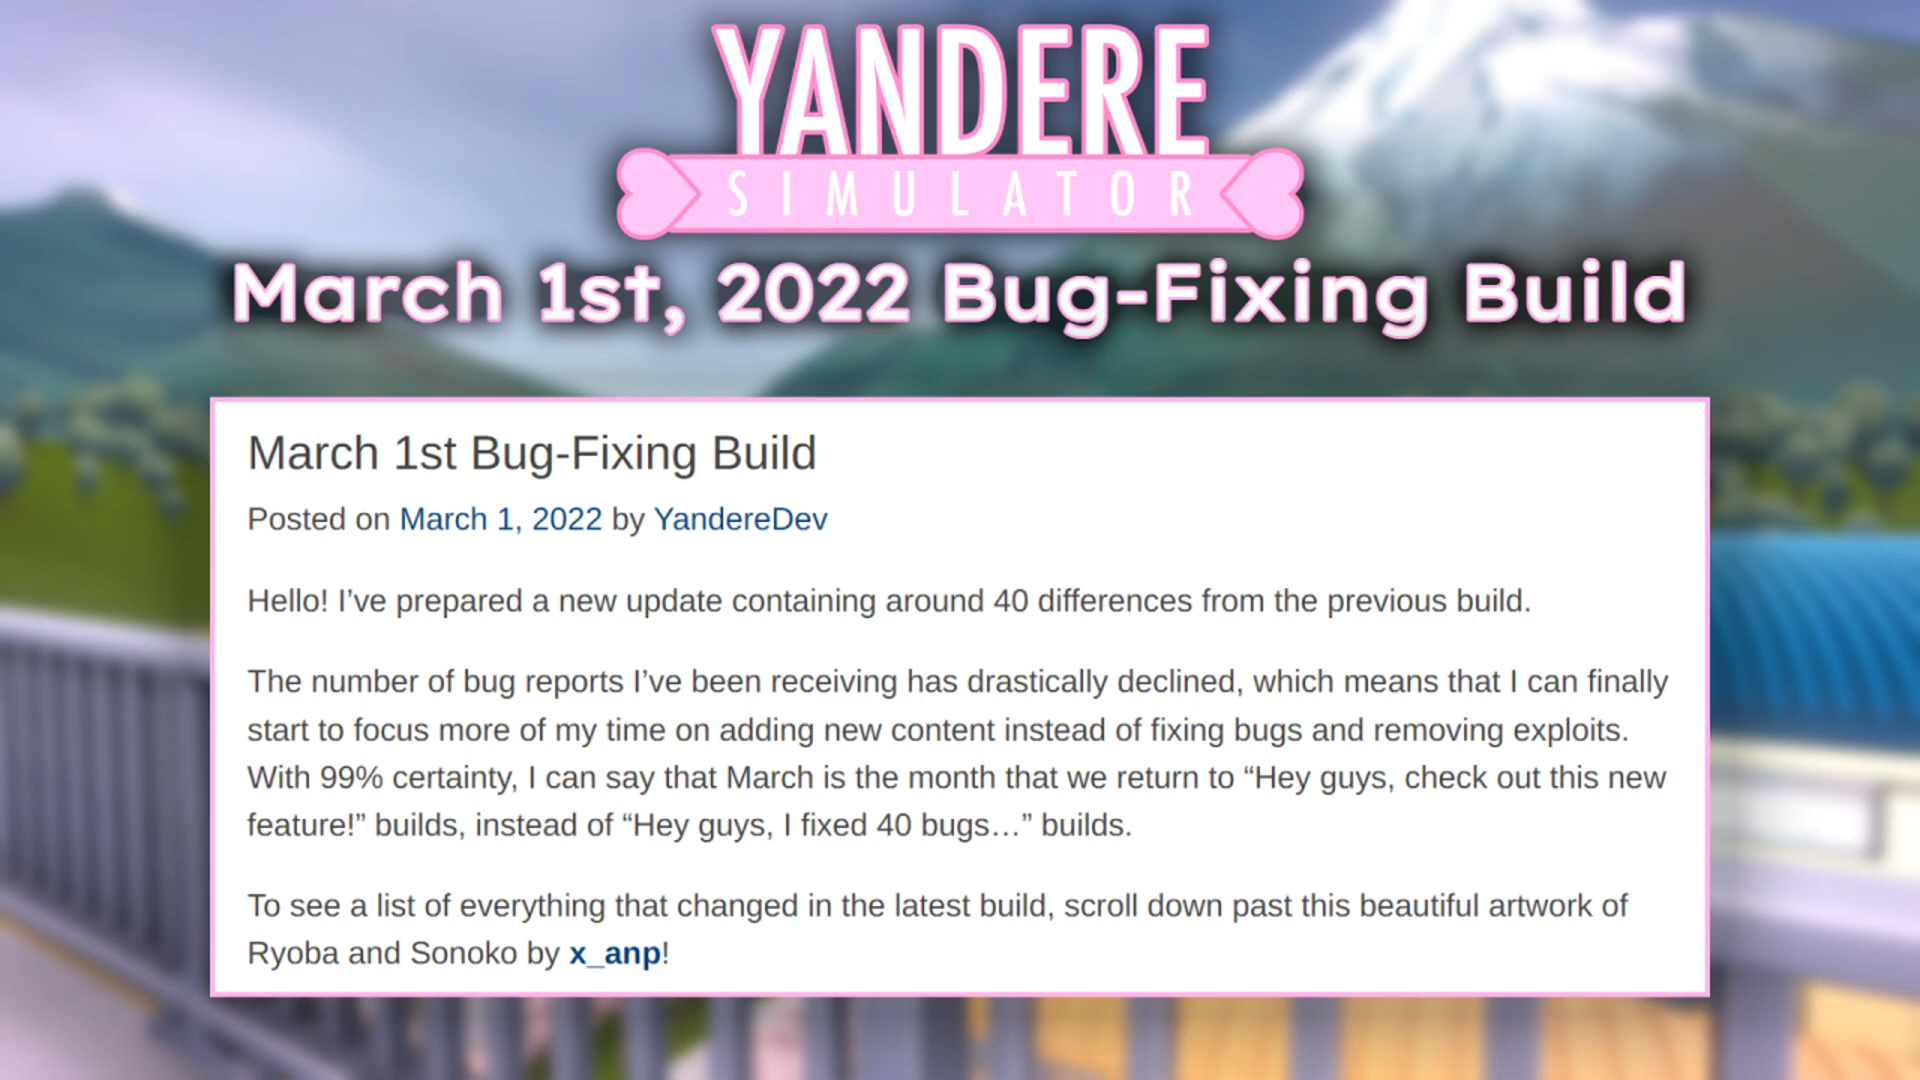 YANDERE
SIMULATOR
March 1st, 2022 Bug-Fixing Build
March 1st Bug-Fixing Build
Posted on March 1, 2022 by YandereDev
Hello! I’ve prepared a new update containing around 40 differences from the previous build.
The number of bug reports I’ve been receiving has drastically declined, which means that I can finally
start to focus more of my time on adding new content instead of fixing bugs and removing exploits.
With 99% certainty, I can say that March is the month that we return to “Hey guys, check out this new
feature!” builds, instead of “Hey guys, I fixed 40 bugs…” builds.
To see a list of everything that changed in the latest build, scroll down past this beautiful artwork of
Ryoba and Sonoko by x_anp!